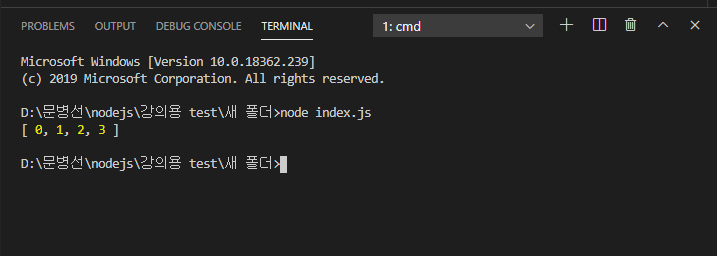 PROBLEMS OUTPUT DEBUG CONSOLE TERMINAL 1: cmd
Microsoft Windows [Version 10.0.18362.239]
(c) 2019 Microsoft Corporation. All rights reserved.
D:\문병선\nodejs\강의용 test\새 폴더>node index.js
[ 0, 1, 2, 3 ]
D:\문병선\nodejs\강의용 test\새 폴더>